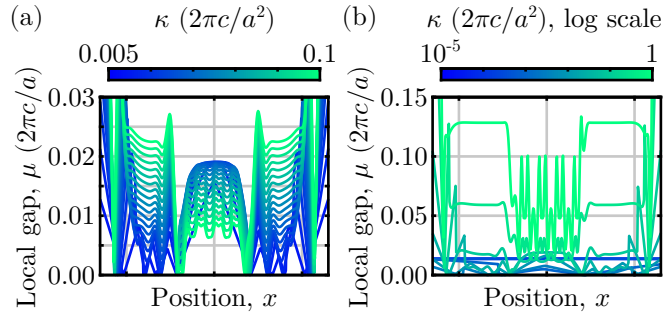 (a)
κ (2πc/a²)
0.005 0.1
Local gap, μ (2πc/a)
0.03
0.02
0.01
0.00
Position, x
(b)
κ (2πc/a²), log scale
10⁻⁵ 1
Local gap, μ (2πc/a)
0.15
0.10
0.05
0.00
Position, x